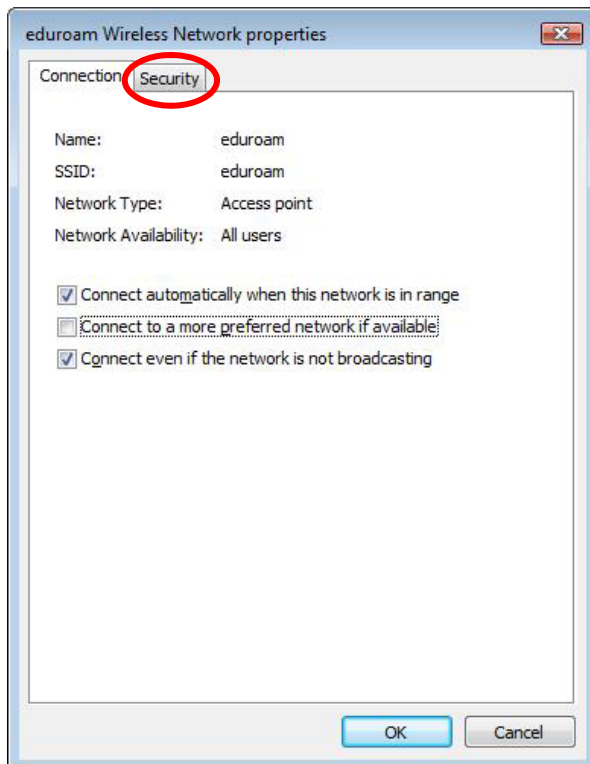 eduroam Wireless Network properties
Connection Security
Name: eduroam
SSID: eduroam
Network Type: Access point
Network Availability: All users
Connect automatically when this network is in range
Connect to a more preferred network if available
Connect even if the network is not broadcasting
OK Cancel